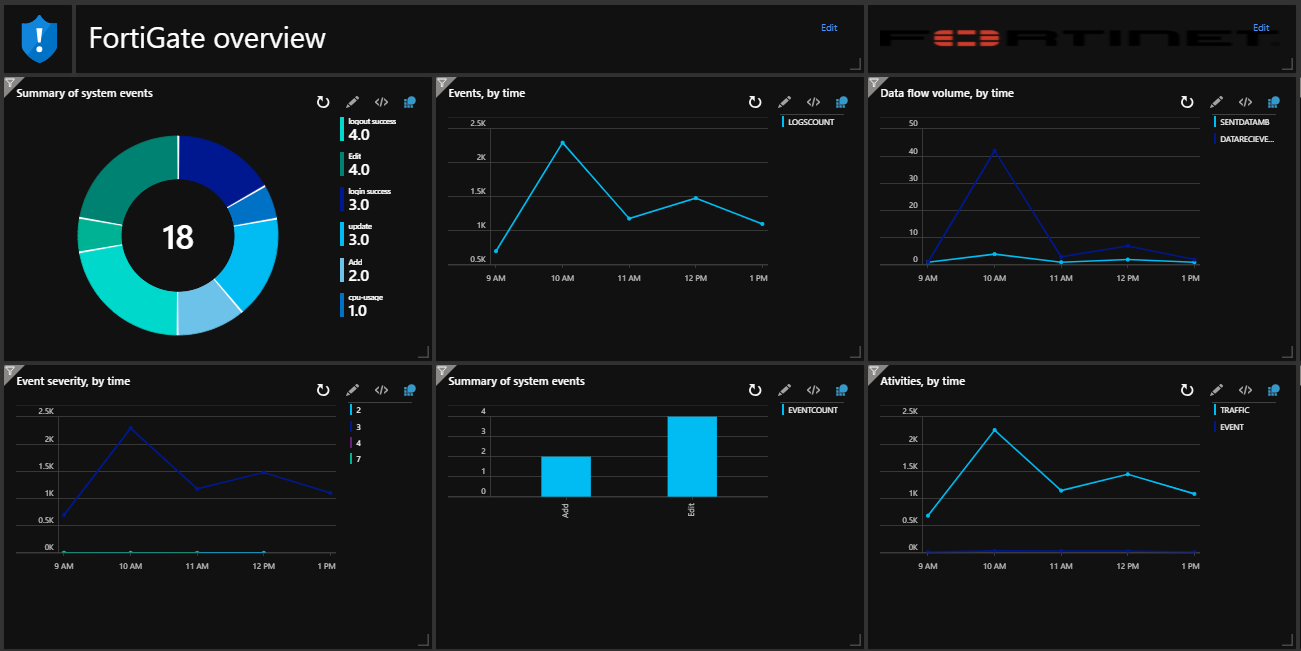 FortiGate overview
Edit
FORTINET
Edit
Summary of system events
18
logout success
4.0
Edit
4.0
login success
3.0
update
3.0
Add
2.0
cpu-usage
1.0
Events, by time
LOGSCOUNT
2.5K
2K
1.5K
1K
0.5K
9 AM 10 AM 11 AM 12 PM 1 PM
Data flow volume, by time
SENTDATAMB
DATARECIEVE...
50
40
30
20
10
0
9 AM 10 AM 11 AM 12 PM 1 PM
Event severity, by time
2
3
4
7
2.5K
2K
1.5K
1K
0.5K
0K
9 AM 10 AM 11 AM 12 PM 1 PM
Summary of system events
EVENTCOUNT
4
3
2
1
0
Add Edit
Ativities, by time
TRAFFIC
EVENT
2.5K
2K
1.5K
1K
0.5K
0K
9 AM 10 AM 11 AM 12 PM 1 PM